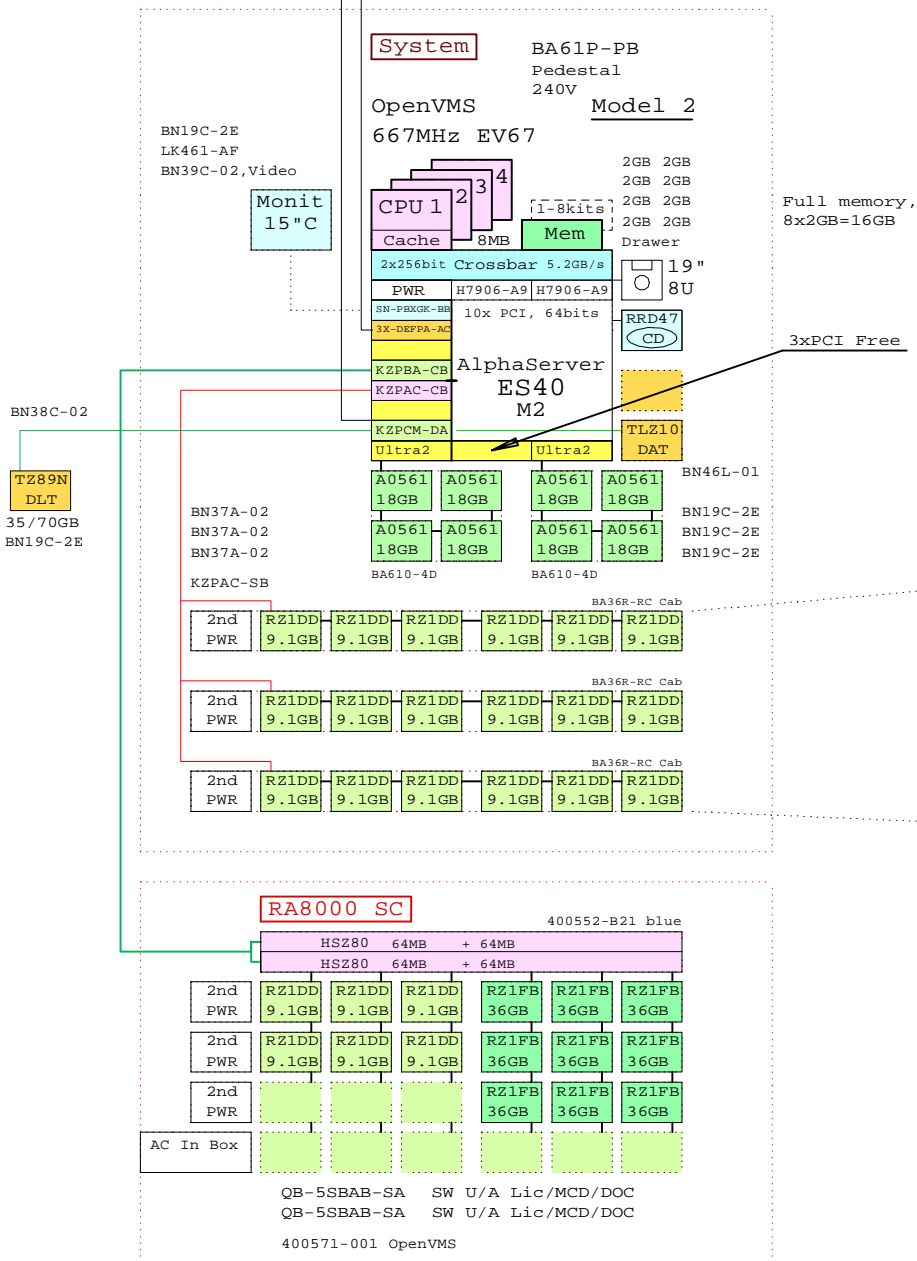 System
BA61P-PB
Pedestal
240V
OpenVMS
Model 2
667MHz EV67
BN19C-2E
LK461-AF
BN39C-02,Video
Monit
15"C
CPU 1
2
3
4
Cache
8MB
1-8kits
Mem
2GB 2GB
2GB 2GB
2GB 2GB
2GB 2GB
Drawer
Full memory,
8x2GB=16GB
2x256bit Crossbar 5.2GB/s
19"
8U
PWR H7906-A9 H7906-A9
SN-PBXGK-BB
10x PCI, 64bits
RRD47
CD
3X-DEFPA-AC
3xPCI Free
KZPBA-CB
AlphaServer
ES40
M2
KZPAC-CB
BN38C-02
KZPCM-DA
TLZ10
DAT
Ultra2
Ultra2
TZ89N
DLT
35/70GB
BN19C-2E
A0561
18GB
A0561
18GB
A0561
18GB
A0561
18GB
BN46L-01
BN37A-02
BN37A-02
BN37A-02
A0561
18GB
A0561
18GB
A0561
18GB
A0561
18GB
BN19C-2E
BN19C-2E
BN19C-2E
BA610-4D
BA610-4D
KZPAC-SB
BA36R-RC Cab
2nd RZ1DD RZ1DD RZ1DD RZ1DD RZ1DD RZ1DD
PWR 9.1GB 9.1GB 9.1GB 9.1GB 9.1GB 9.1GB
BA36R-RC Cab
2nd RZ1DD RZ1DD RZ1DD RZ1DD RZ1DD RZ1DD
PWR 9.1GB 9.1GB 9.1GB 9.1GB 9.1GB 9.1GB
BA36R-RC Cab
2nd RZ1DD RZ1DD RZ1DD RZ1DD RZ1DD RZ1DD
PWR 9.1GB 9.1GB 9.1GB 9.1GB 9.1GB 9.1GB
RA8000 SC
400552-B21 blue
HSZ80 64MB + 64MB
HSZ80 64MB + 64MB
2nd RZ1DD RZ1DD RZ1DD RZ1FB RZ1FB RZ1FB
PWR 9.1GB 9.1GB 9.1GB 36GB 36GB 36GB
2nd RZ1DD RZ1DD RZ1DD RZ1FB RZ1FB RZ1FB
PWR 9.1GB 9.1GB 9.1GB 36GB 36GB 36GB
2nd RZ1FB RZ1FB RZ1FB
PWR 36GB 36GB 36GB
AC In Box
QB-5SBAB-SA SW U/A Lic/MCD/DOC
QB-5SBAB-SA SW U/A Lic/MCD/DOC
400571-001 OpenVMS